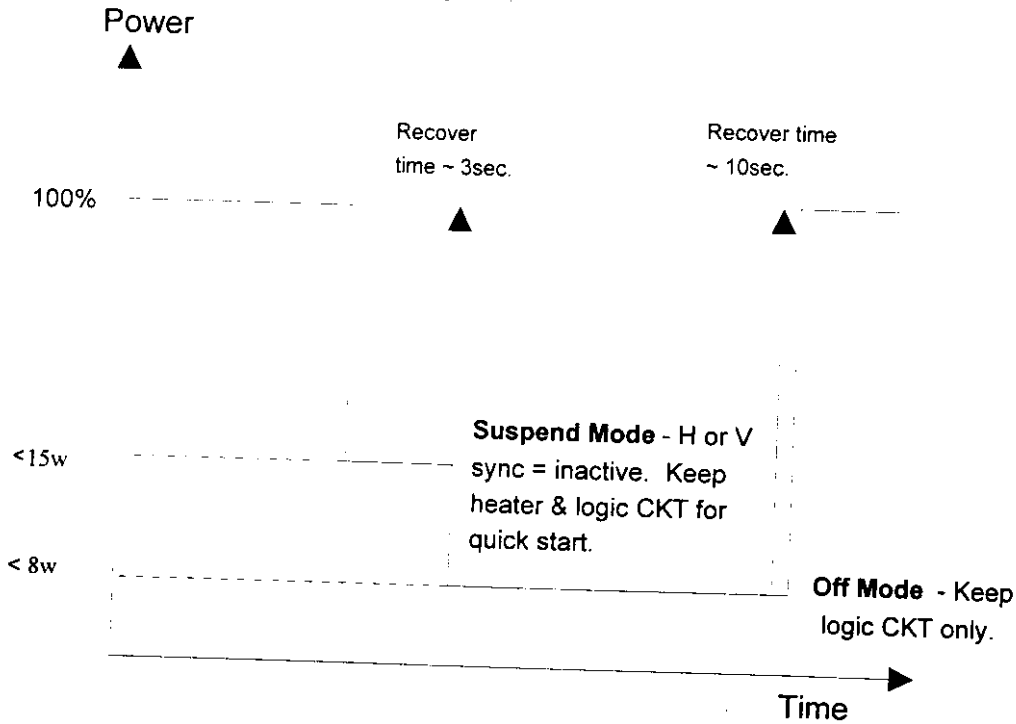 Power
Recover
time ~ 3sec.
Recover time
~ 10sec.
100%
Suspend Mode - H or V
sync = inactive. Keep
heater & logic CKT for
quick start.
<15w
< 8w
Off Mode - Keep
logic CKT only.
Time